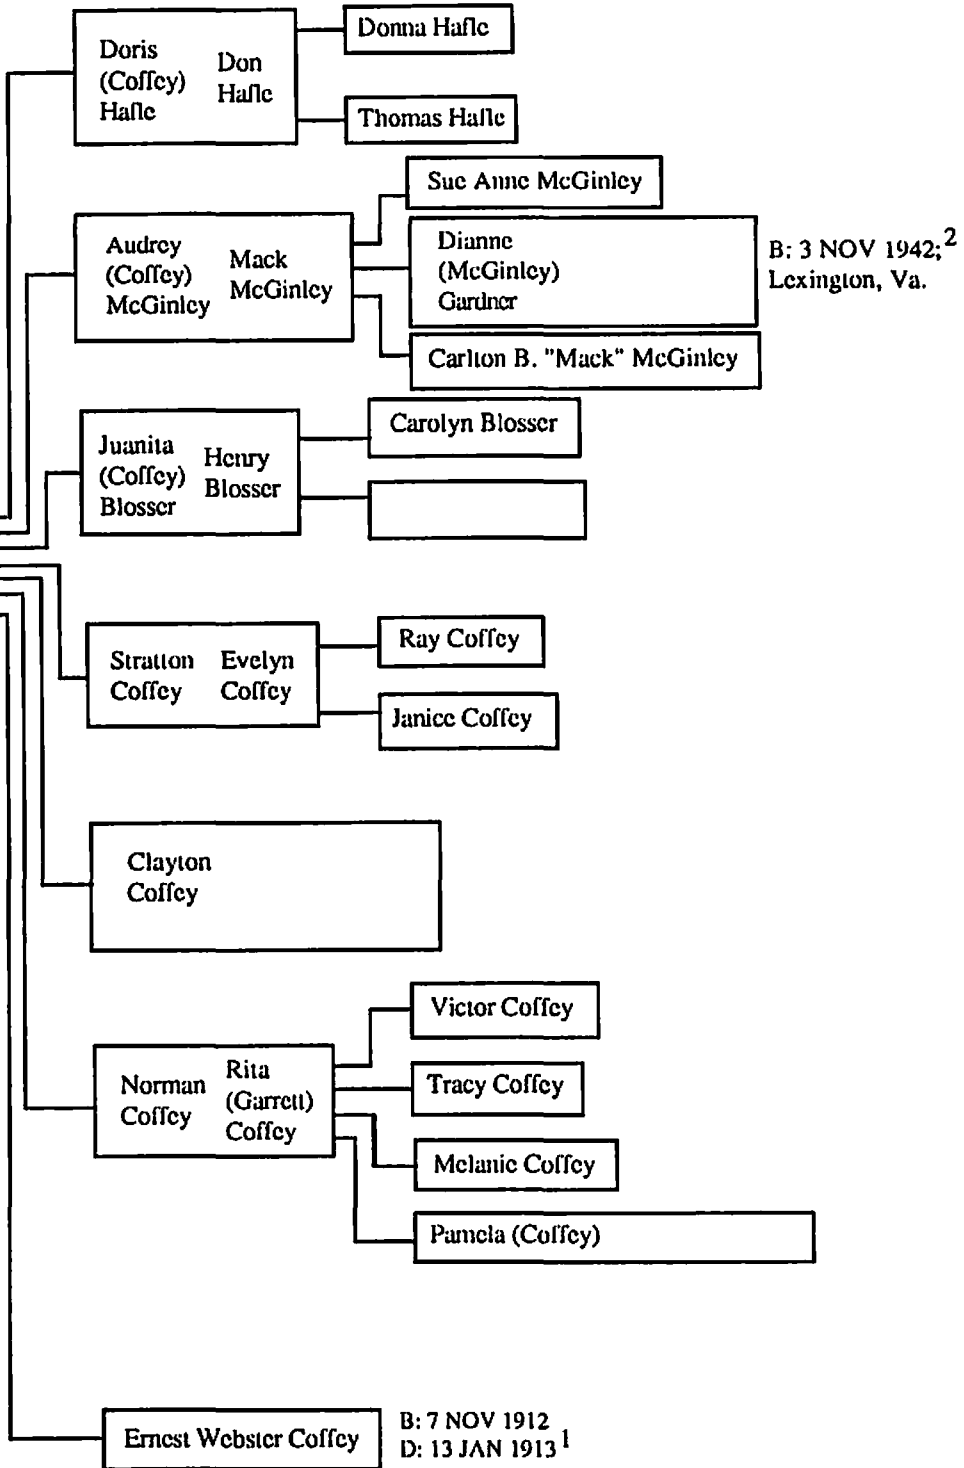 Donna Hafle
Doris
(Coffey)
Hafle
Don
Hafle
Thomas Hafle
Sue Anne McGinley
Audrey
(Coffey)
McGinley
Mack
McGinley
Dianne
(McGinley)
Gardner
B: 3 NOV 1942;2
Lexington, Va.
Carlton B. "Mack" McGinley
Carolyn Blosser
Juanita
(Coffey)
Blosser
Henry
Blosser
Ray Coffey
Stratton
Coffey
Evelyn
Coffey
Janice Coffey
Clayton
Coffey
Victor Coffey
Norman
Coffey
Rita
(Garrett)
Coffey
Tracy Coffey
Melanie Coffey
Pamela (Coffey)
Ernest Webster Coffey
B: 7 NOV 1912
D: 13 JAN 1913 1